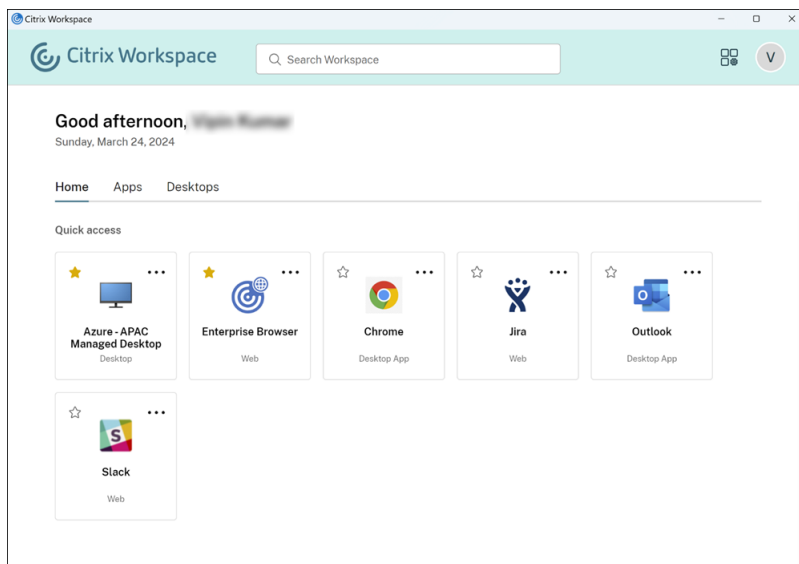 Citrix Workspace
Citrix Workspace
Search Workspace
V
Good afternoon,
Sunday, March 24, 2024
Home Apps Desktops
Quick access
Azure - APAC
Managed Desktop
Desktop
Enterprise Browser
Web
Chrome
Desktop App
Jira
Web
Outlook
Desktop App
Slack
Web